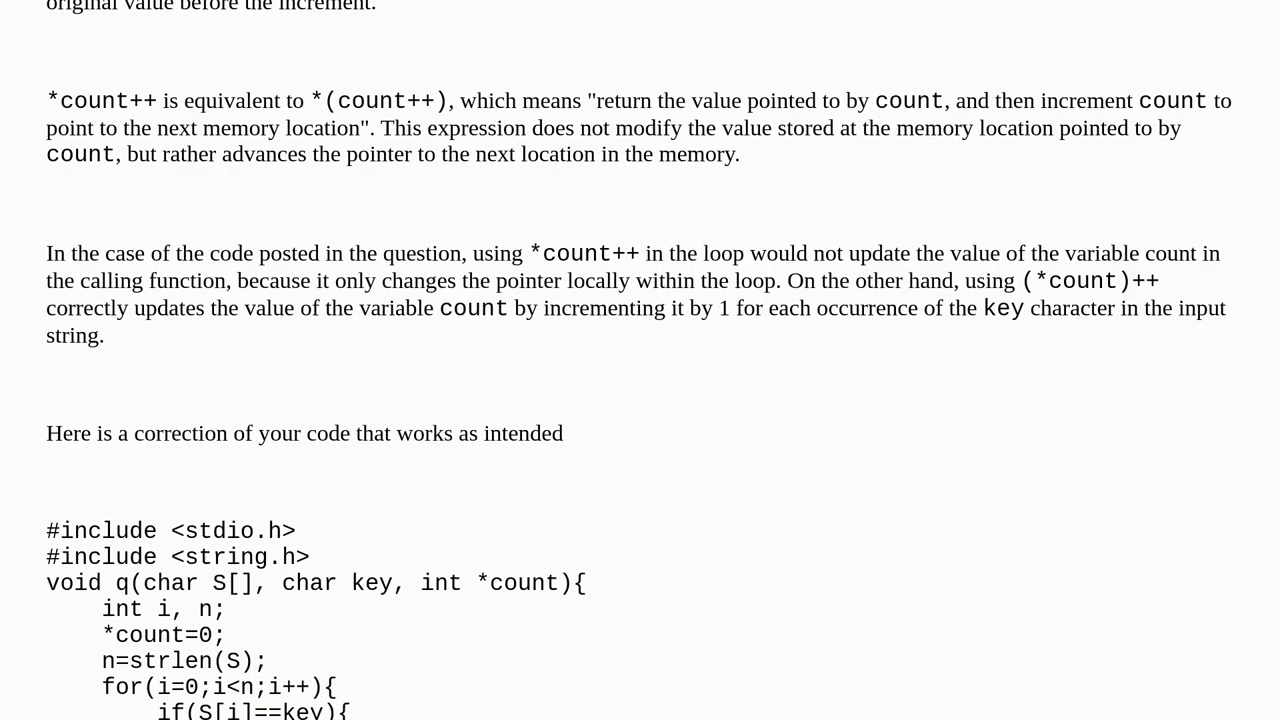 original value before the increment.
*count++ is equivalent to *(count++), which means "return the value pointed to by count, and then increment count to
point to the next memory location". This expression does not modify the value stored at the memory location pointed to by
count, but rather advances the pointer to the next location in the memory.
In the case of the code posted in the question, using *count++ in the loop would not update the value of the variable count in
the calling function, because it only changes the pointer locally within the loop. On the other hand, using (*count)++
correctly updates the value of the variable count by incrementing it by 1 for each occurrence of the key character in the input
string.
Here is a correction of your code that works as intended
#include <stdio.h>
#include <string.h>
void q(char S[], char key, int *count){
    int i, n;
    *count=0;
    n=strlen(S);
    for(i=0;i<n;i++){
        if(S[i]==key){